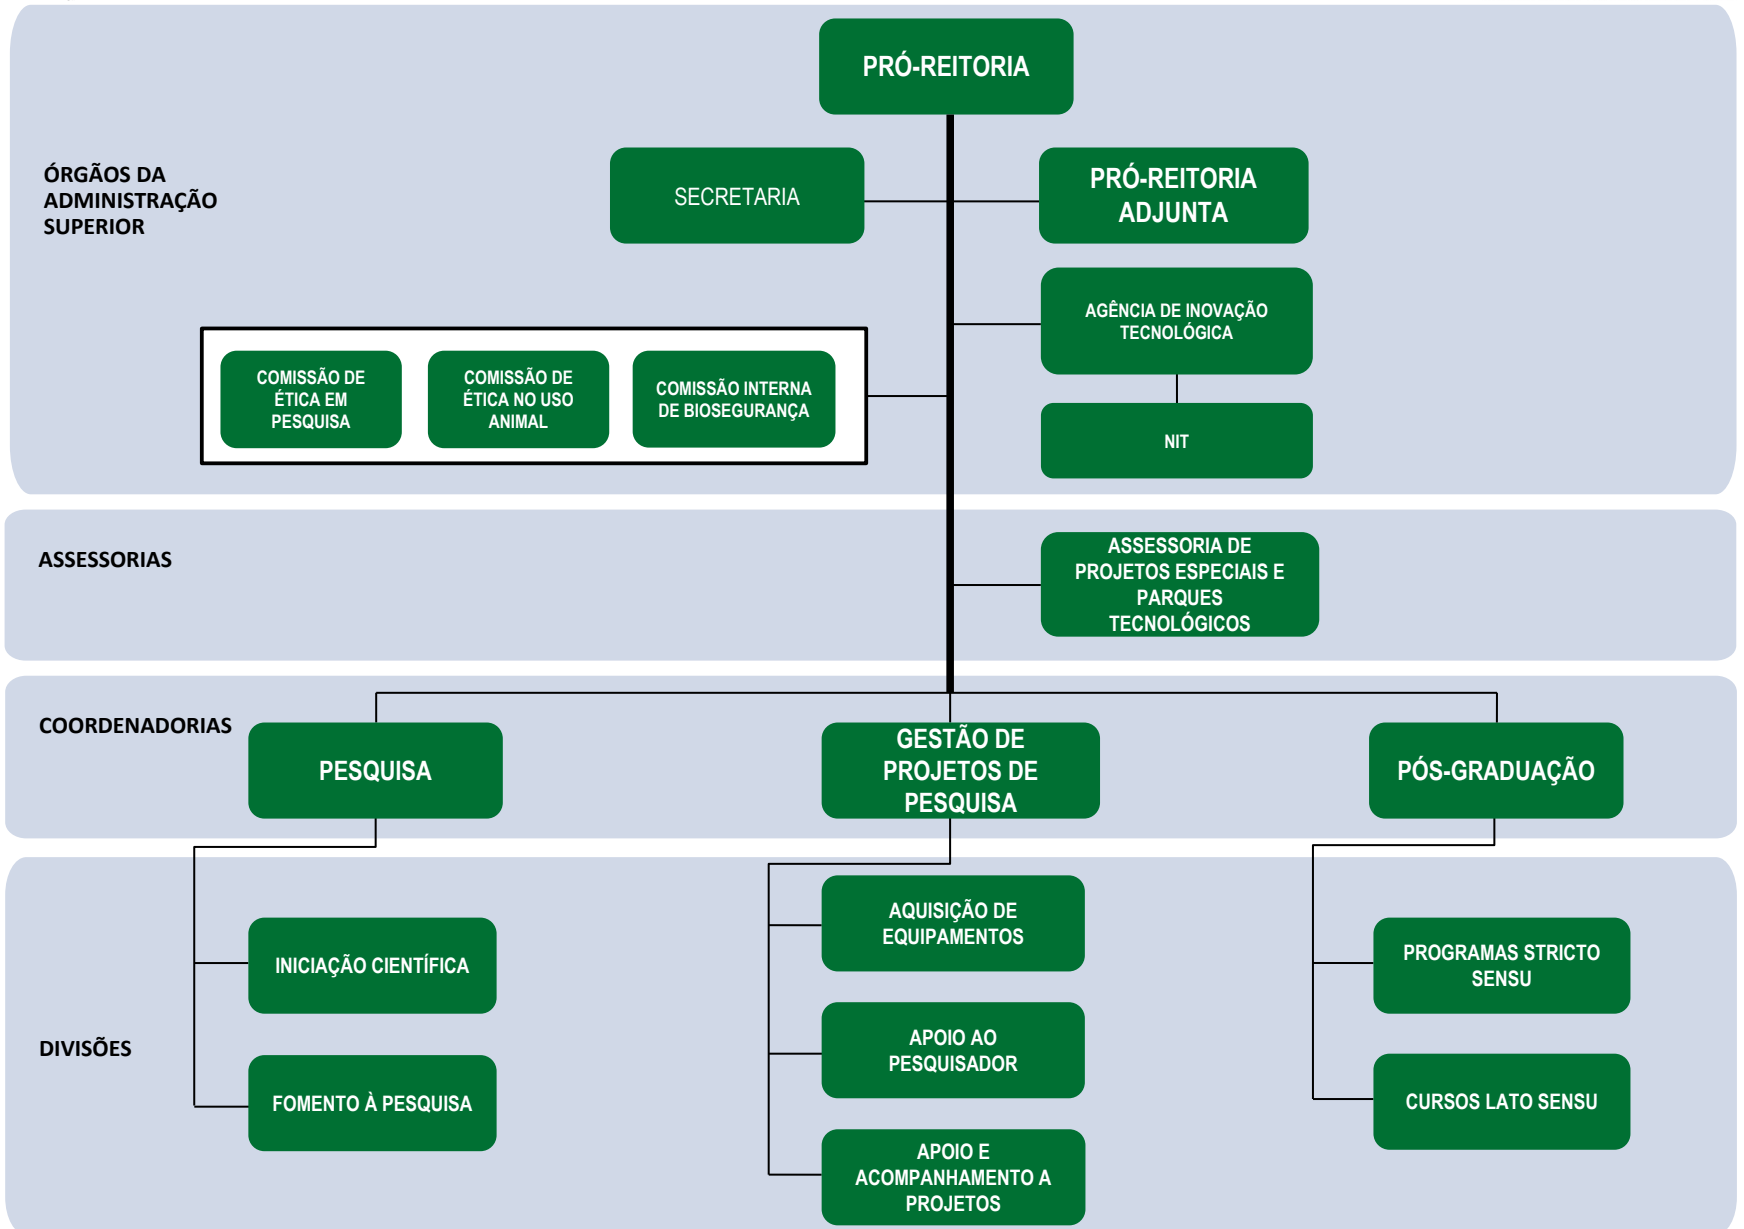 PRÓ-REITORIA
ÓRGÃOS DA
ADMINISTRAÇÃO
SUPERIOR
SECRETARIA
PRÓ-REITORIA
ADJUNTA
AGÊNCIA DE INOVAÇÃO
TECNOLÓGICA
COMISSÃO DE
ÉTICA EM
PESQUISA
COMISSÃO DE
ÉTICA NO USO
ANIMAL
COMISSÃO INTERNA
DE BIOSEGURANÇA
NIT
ASSESSORIAS
ASSESSORIA DE
PROJETOS ESPECIAIS E
PARQUES
TECNOLÓGICOS
COORDENADORIAS
PESQUISA
GESTÃO DE
PROJETOS DE
PESQUISA
PÓS-GRADUAÇÃO
DIVISÕES
INICIAÇÃO CIENTÍFICA
FOMENTO À PESQUISA
AQUISIÇÃO DE
EQUIPAMENTOS
APOIO AO
PESQUISADOR
APOIO E
ACOMPANHAMENTO A
PROJETOS
PROGRAMAS STRICTO
SENSU
CURSOS LATO SENSU